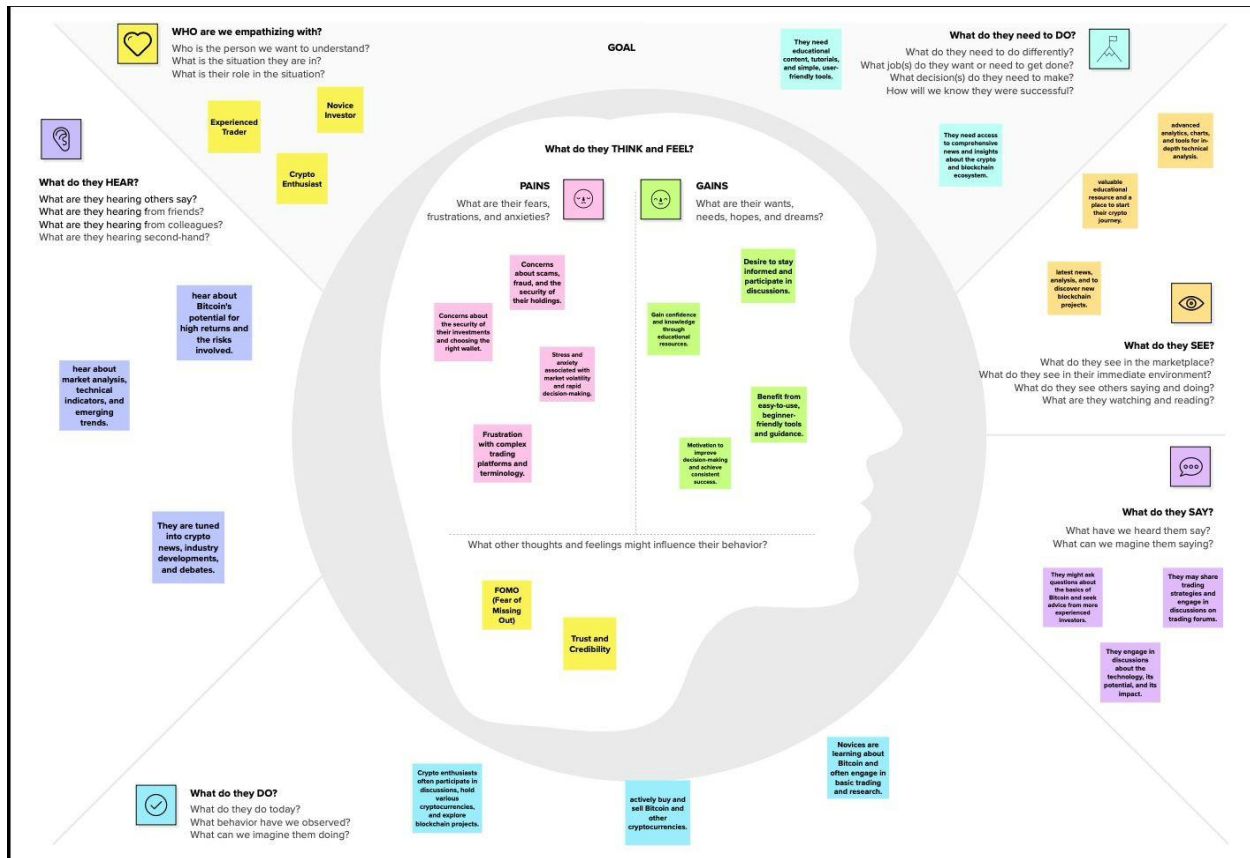 WHO are we empathizing with?
Who is the person we want to understand?
What is the situation they are in?
What is their role in the situation?
Experienced
Trader
Novice
Investor
Crypto
Enthusiast
GOAL
They need
educational
content, tutorials,
and simple, user-
friendly tools.
What do they need to DO?
What do they need to do differently?
What job(s) do they want or need to get done?
What decision(s) do they need to make?
How will we know they were successful?
They need access
to comprehensive
news and insights
about the crypto
and blockchain
ecosystem.
What do they HEAR?
What are they hearing others say?
What are they hearing from friends?
What are they hearing from colleagues?
What are they hearing second-hand?
hear about
Bitcoin's
potential for
high returns and
the risks
involved.
hear about
market analysis,
technical
indicators, and
emerging
trends.
They are tuned
into crypto
news, industry
developments,
and debates.
What do they THINK and FEEL?
PAINS
What are their fears,
frustrations, and anxieties?
Concerns
about scams,
fraud, and the
security of
their holdings.
Concerns about
the security of
their investments
and choosing the
right wallet.
Stress and
anxiety
associated with
market volatility
and rapid
decision-making.
Frustration
with complex
trading
platforms and
terminology.
GAINS
What are their wants,
needs, hopes, and dreams?
Desire to stay
informed and
participate in
discussions.
Gain confidence
and knowledge
through
educational
resources.
Benefit from
easy-to-use,
beginner-
friendly tools
and guidance.
Motivation to
improve
decision-making
and achieve
consistent
success.
What other thoughts and feelings might influence their behavior?
FOMO
(Fear of
Missing
Out)
Trust and
Credibility
advanced
analytics, charts,
and tools for in-
depth technical
analysis.
valuable
educational
resource and a
place to start
their crypto
journey.
latest news,
analysis, and to
discover new
blockchain
projects.
What do they SEE?
What do they see in the marketplace?
What do they see in their immediate environment?
What do they see others saying and doing?
What are they watching and reading?
What do they SAY?
What have we heard them say?
What can we magine them saying?
They might ask
questions about
the basics of
Bitcoin and seek
advice from more
experienced
investors.
They may share
trading
strategies and
engage in
discussions on
trading forums.
They engage in
discussions
about the
technology, its
potential, and its
impact.
What do they DO?
What do they do today?
What behavior have we observed?
What can we imagine them doing?
Crypto enthusiasts
often participate in
discussions, hold
various
cryptocurrencies,
and explore
blockchain projects.
actively buy and
sell Bitcoin and
other
cryptocurrencies.
Novices are
learning about
Bitcoin and
often engage in
basic trading
and research.